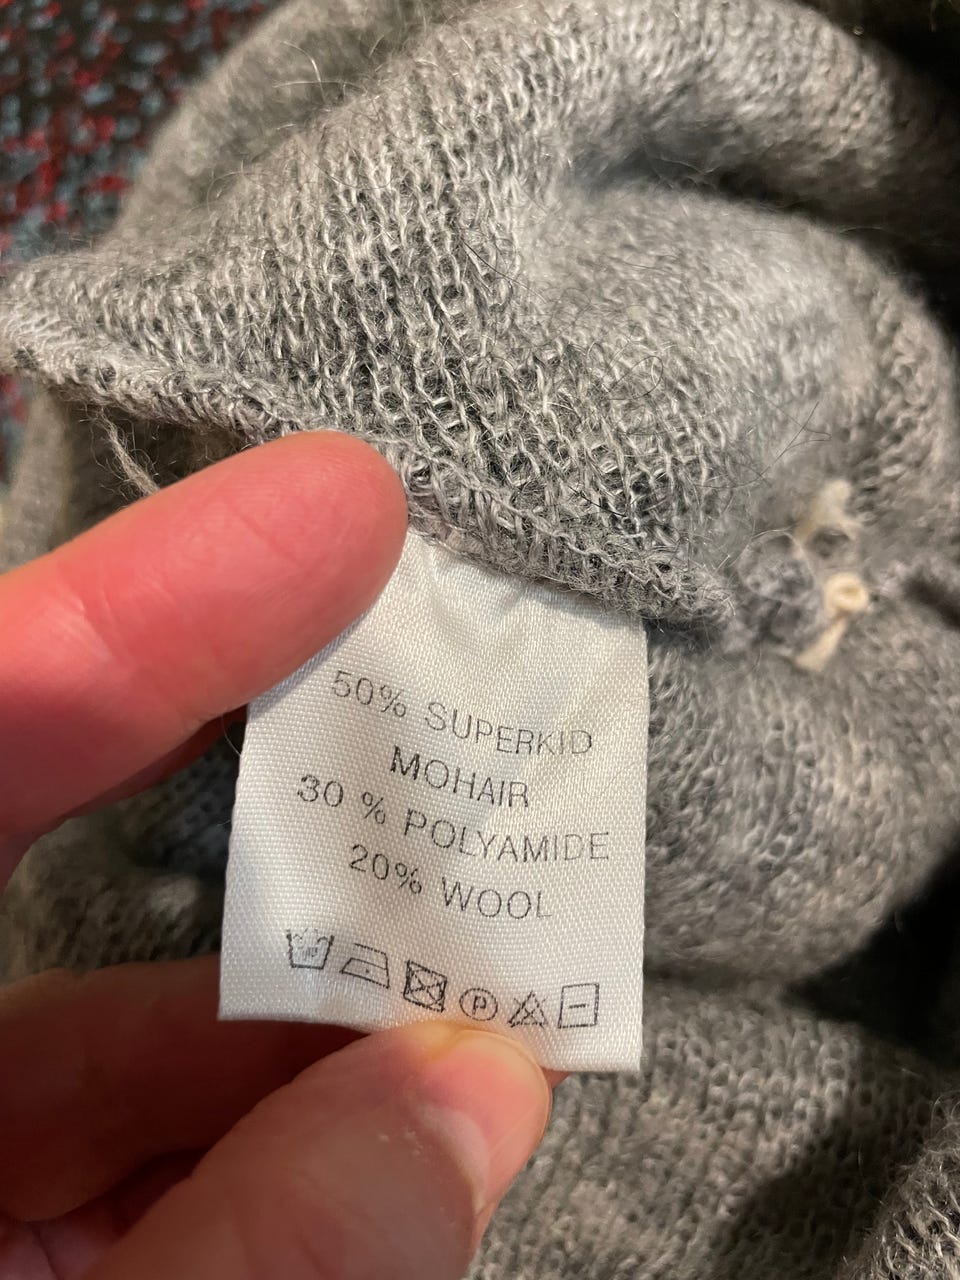 50% SUPERKID
MOHAIR
30 % POLYAMIDE
20% WOOL
P